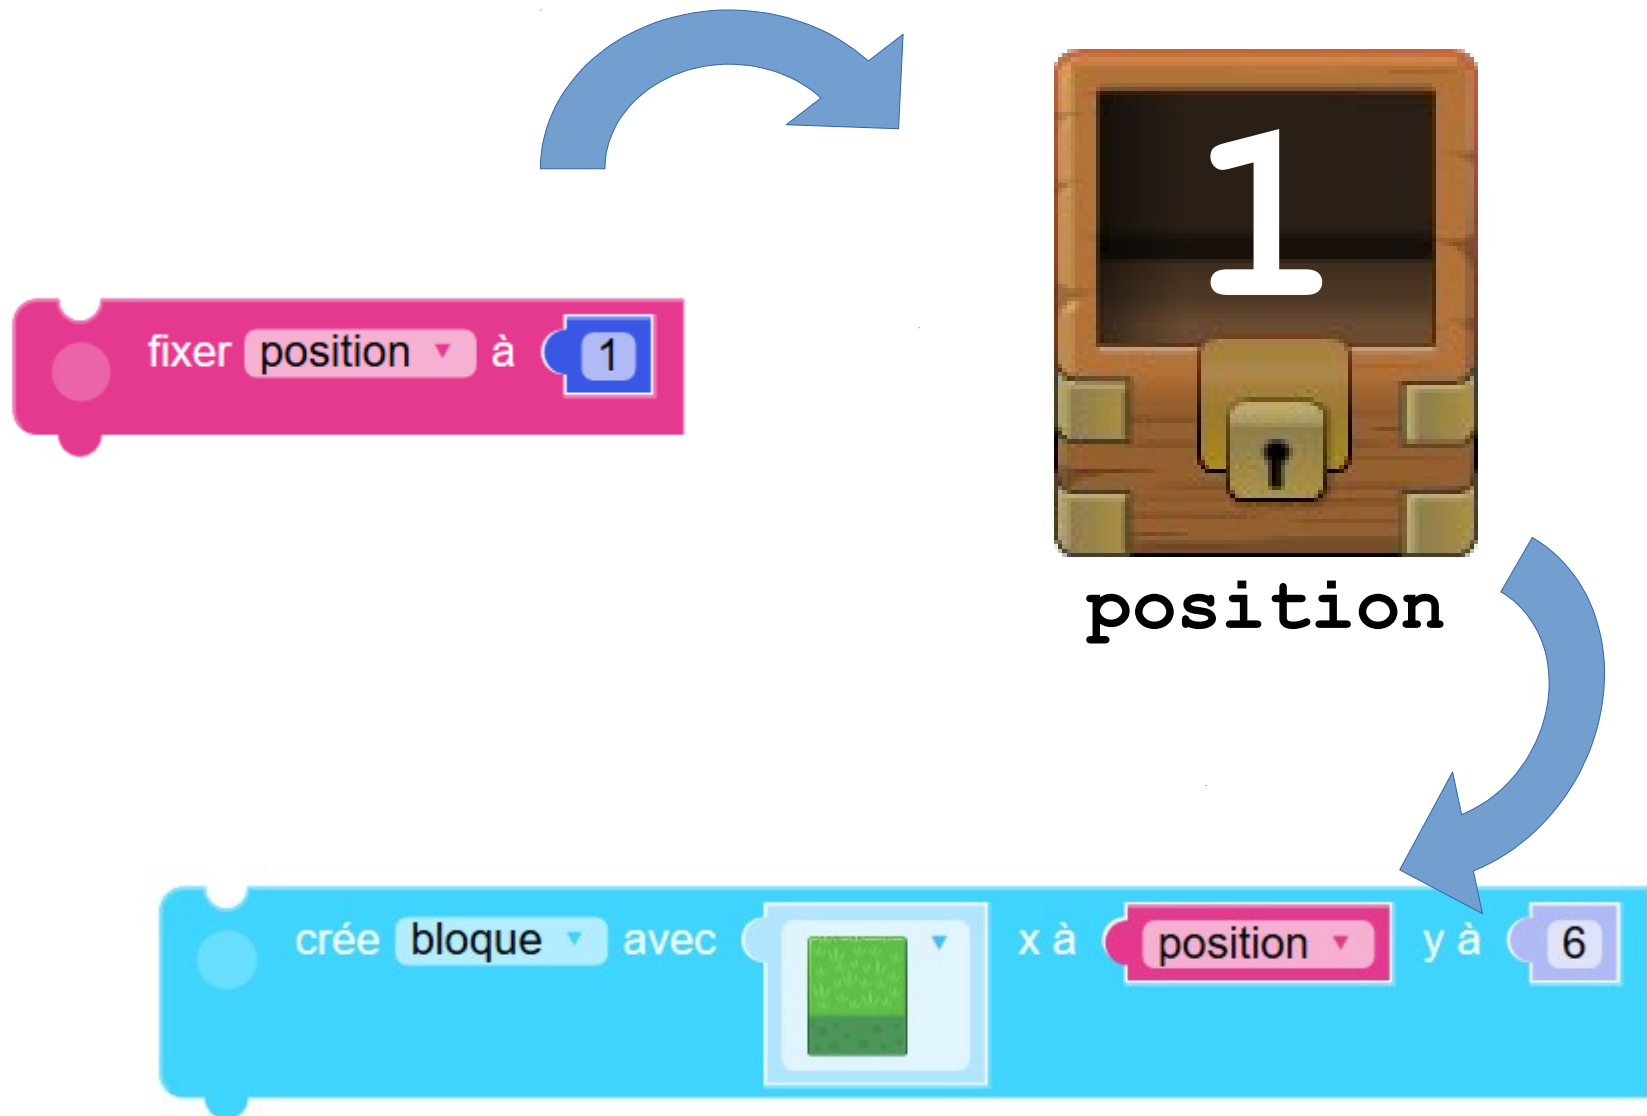 1
fixer position à 1
position
crée bloque avec x à position y à 6